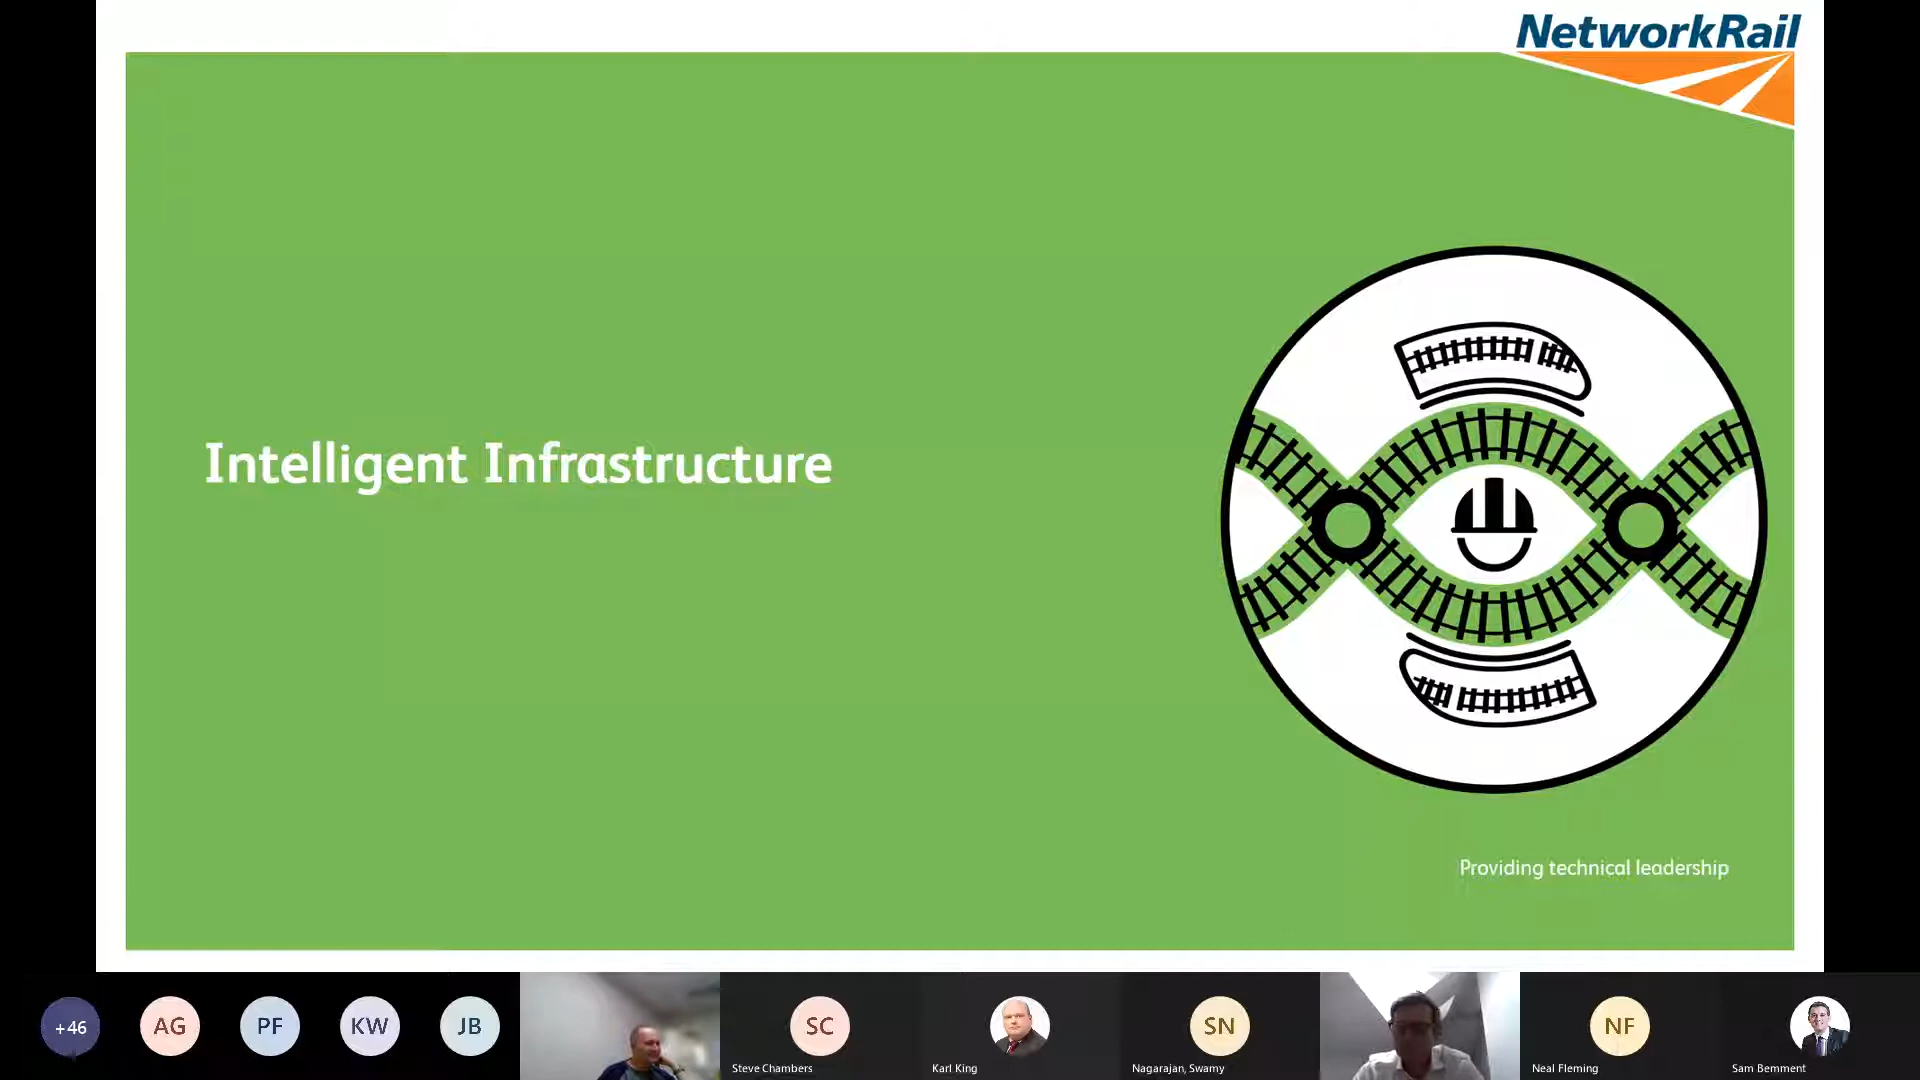 NetworkRail
Intelligent Infrastructure
Providing technical leadership
+46
AG
PF
KW
JB
SC
SN
NF
Steve Chambers
Karl King
Nagarajan, Swamy
Neal Fleming
Sam Bemment